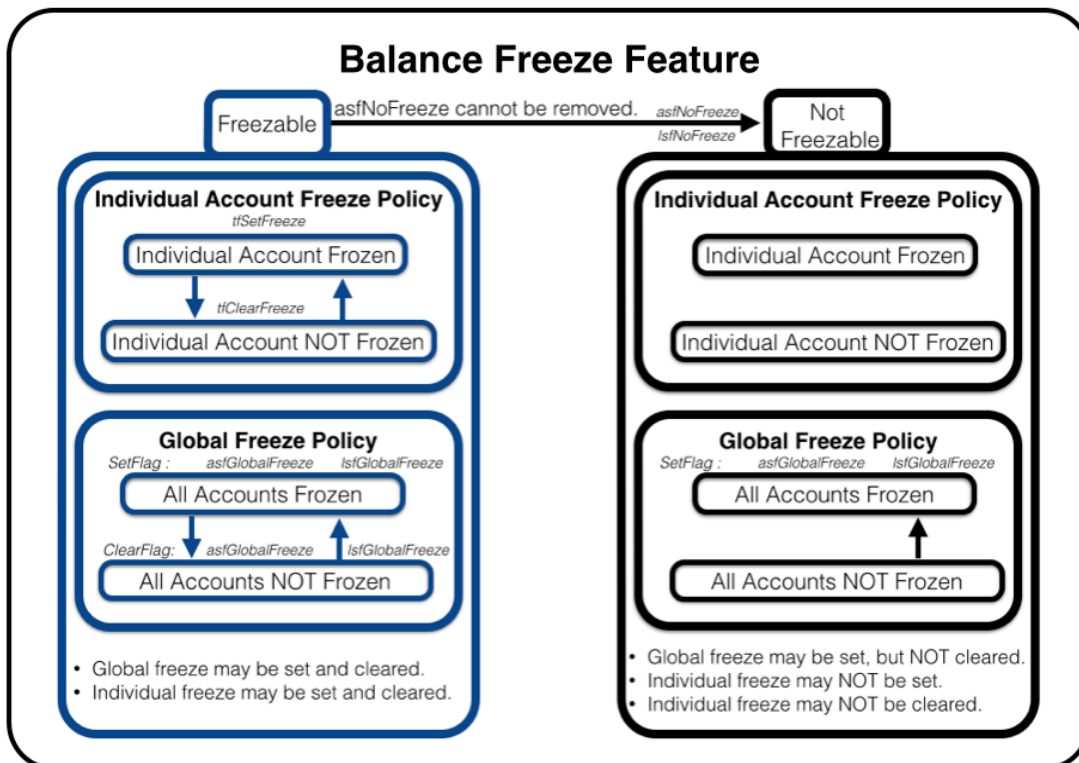 Balance Freeze Feature
Freezable
asfNoFreeze cannot be removed.
asfNoFreeze
lsfNoFreeze
Not
Freezable
Individual Account Freeze Policy
tfSetFreeze
Individual Account Frozen
tfClearFreeze
Individual Account NOT Frozen
Global Freeze Policy
SetFlag : asfGlobalFreeze lsfGlobalFreeze
All Accounts Frozen
ClearFlag: asfGlobalFreeze lsfGlobalFreeze
All Accounts NOT Frozen
• Global freeze may be set and cleared.
• Individual freeze may be set and cleared.
Individual Account Freeze Policy
Individual Account Frozen
Individual Account NOT Frozen
Global Freeze Policy
SetFlag : asfGlobalFreeze lsfGlobalFreeze
All Accounts Frozen
All Accounts NOT Frozen
• Global freeze may be set, but NOT cleared.
• Individual freeze may NOT be set.
• Individual freeze may NOT be cleared.